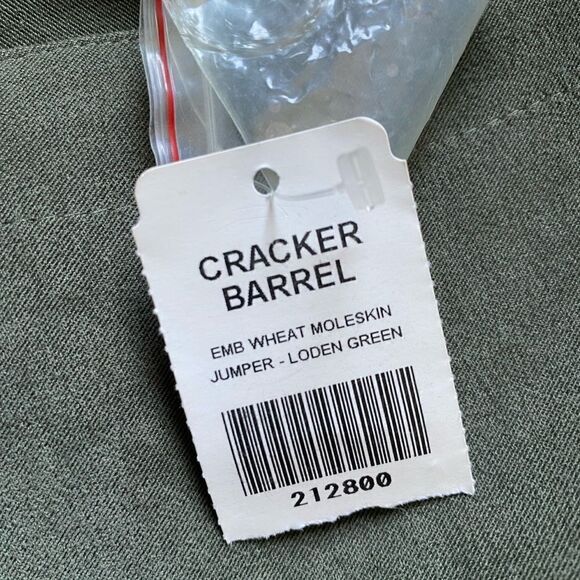 CRACKER
BARREL
EMB WHEAT MOLESKIN
JUMPER - LODEN GREEN
212800